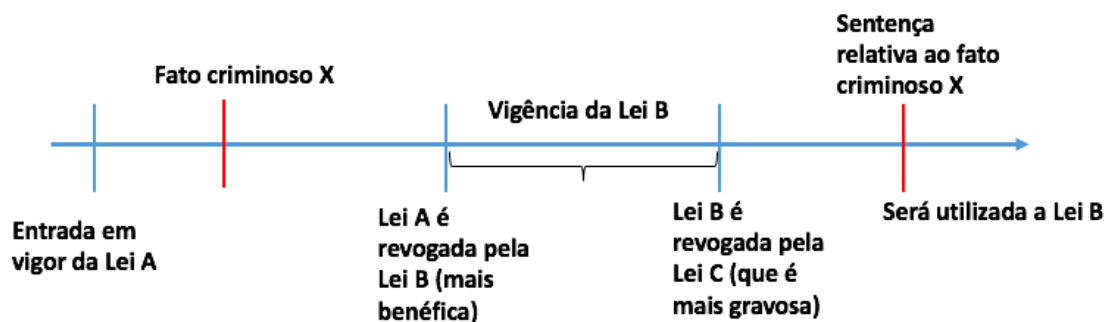 Fato criminoso X
Vigência da Lei B
Sentença
relativa ao fato
criminoso X
Entrada em
vigor da Lei A
Lei A é
revogada pela
Lei B (mais
benéfica)
Lei B é
revogada pela
Lei C (que é
mais gravosa)
Será utilizada a Lei B